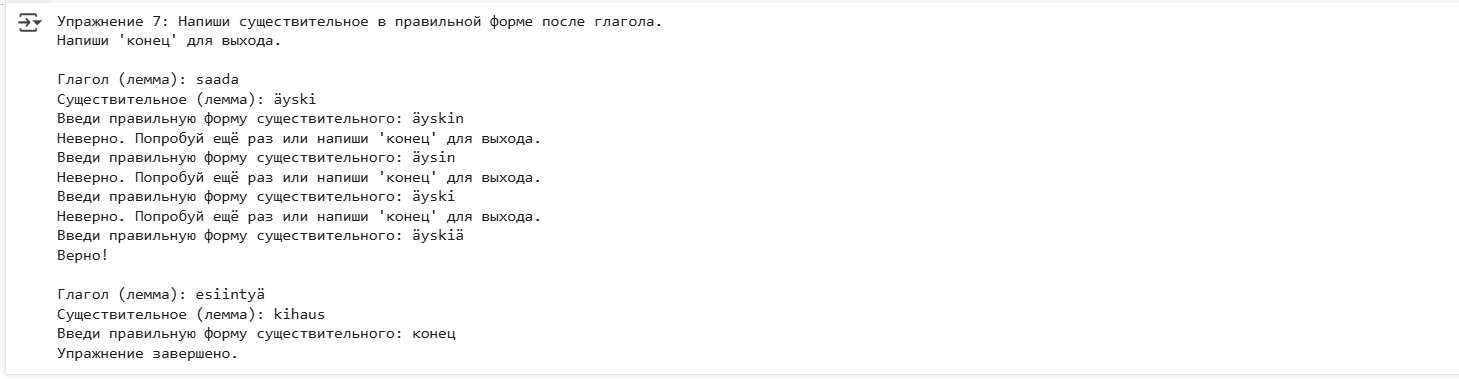 Упражнение 7: Напиши существительное в правильной форме после глагола.
Напиши 'конец' для выхода.
Глагол (лемма): saada
Существительное (лемма): äyski
Введи правильную форму существительного: äyskin
Неверно. Попробуй ещё раз или напиши 'конец' для выхода.
Введи правильную форму существительного: äysin
Неверно. Попробуй ещё раз или напиши 'конец' для выхода.
Введи правильную форму существительного: äyski
Неверно. Попробуй ещё раз или напиши 'конец' для выхода.
Введи правильную форму существительного: äyskiä
Верно!
Глагол (лемма): esiintyä
Существительное (лемма): kihaus
Введи правильную форму существительного: конец
Упражнение завершено.